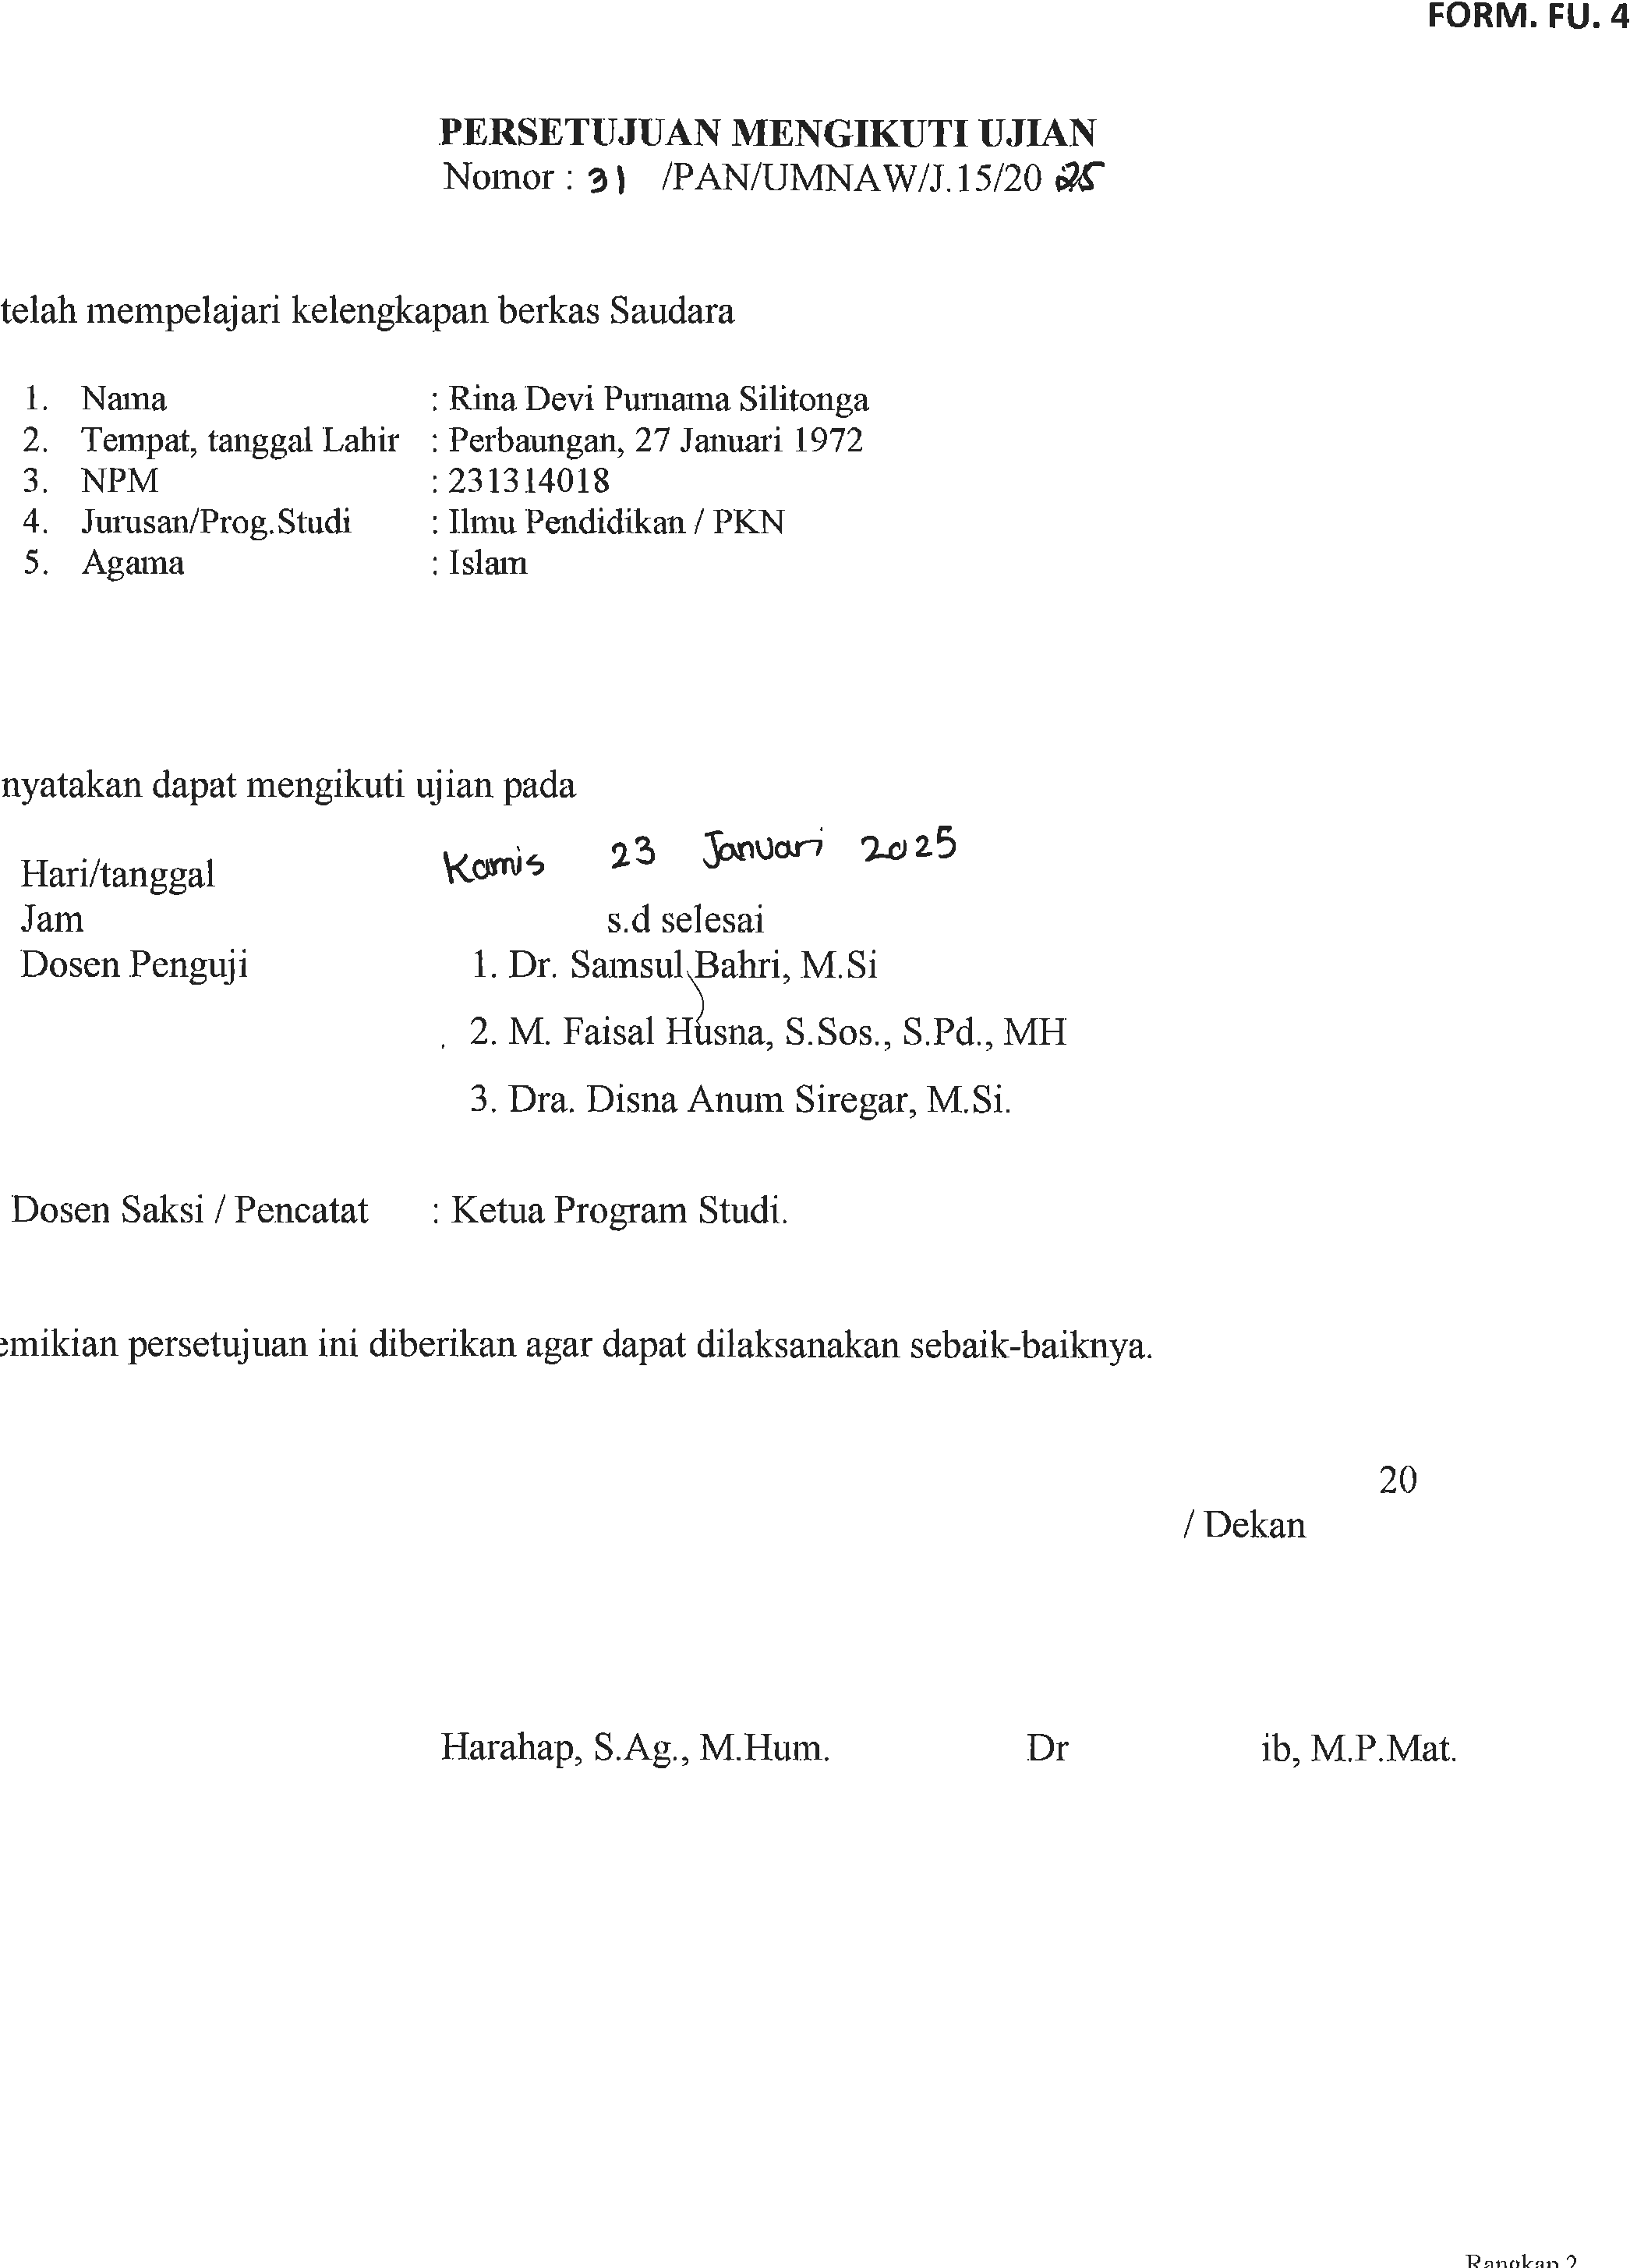 FORM. FU. 4
PERSETUJUAN MENGIKUTI UJIAN
Nomor : 31 /PAN/UMNAW/J.15/20 25
telah mempelajari kelengkapan berkas Saudara
1. Nama : Rina Devi Purnama Silitonga
2. Tempat, tanggal Lahir : Perbaungan, 27 Januari 1972
3. NPM : 231314018
4. Jurusan/Prog.Studi : Ilmu Pendidikan / PKN
5. Agama : Islam
nyatakan dapat mengikuti ujian pada
Hari/tanggal Kamis 23 Januari 2025
Jam s.d selesai
Dosen Penguji 1. Dr. Samsul Bahri, M.Si
2. M. Faisal Husna, S.Sos., S.Pd., MH
3. Dra. Disna Anum Siregar, M.Si.
Dosen Saksi / Pencatat : Ketua Program Studi.
emikian persetujuan ini diberikan agar dapat dilaksanakan sebaik-baiknya.
20
/ Dekan
Harahap, S.Ag., M.Hum. Dr ib, M.P.Mat.
Rangkap 2